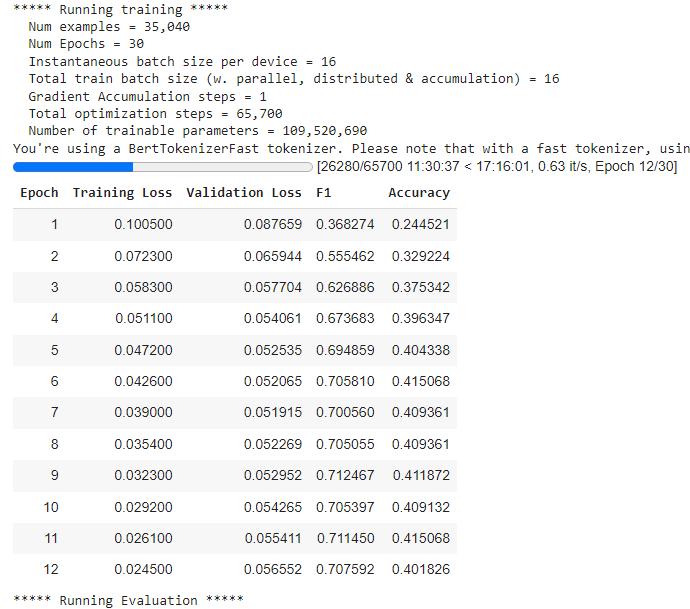 ***** Running training *****
Num examples = 35,040
Num Epochs = 30
Instantaneous batch size per device = 16
Total train batch size (w. parallel, distributed & accumulation) = 16
Gradient Accumulation steps = 1
Total optimization steps = 65,700
Number of trainable parameters = 109,520,690
You're using a BertTokenizerFast tokenizer. Please note that with a fast tokenizer, usin
[26280/65700 11:30:37 < 17:16:01, 0.63 it/s, Epoch 12/30]
Epoch Training Loss Validation Loss F1 Accuracy
1 0.100500 0.087659 0.368274 0.244521
2 0.072300 0.065944 0.555462 0.329224
3 0.058300 0.057704 0.626886 0.375342
4 0.051100 0.054061 0.673683 0.396347
5 0.047200 0.052535 0.694859 0.404338
6 0.042600 0.052065 0.705810 0.415068
7 0.039000 0.051915 0.700560 0.409361
8 0.035400 0.052269 0.705055 0.409361
9 0.032300 0.052952 0.712467 0.411872
10 0.029200 0.054265 0.705397 0.409132
11 0.026100 0.055411 0.711450 0.415068
12 0.024500 0.056552 0.707592 0.401826
***** Running Evaluation *****